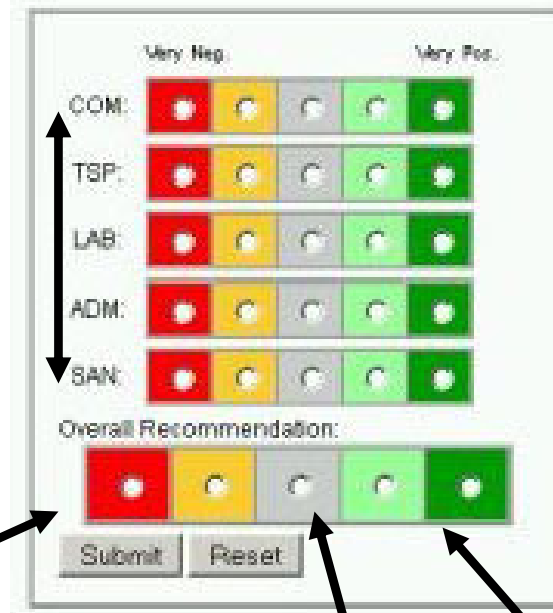 Very Neg. Very Pos.
COM:
TSP:
LAB:
ADM:
SAN:
Overall Recommendation:
Submit Reset